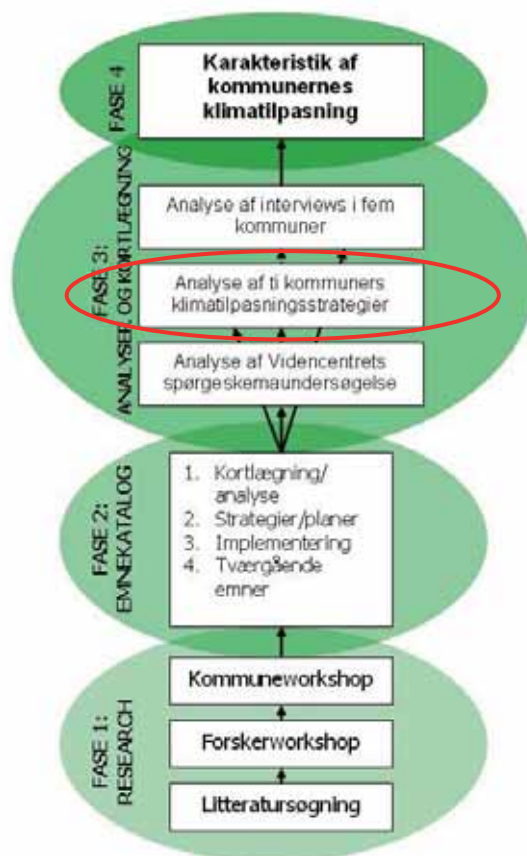 FASE 4
Karakteristik af
kommunernes
klimatilpasning
FASE 3:
ANALYSER, OG KORTLÆGNING
Analyse af interviews i fem
kommuner
Analyse af ti kommuners
klimatilpasningsstrategier
Analyse af Videncentrets
spørgeskemaundersøgelse
FASE 2:
EMNEKATALOG
1. Kortlægning/
analyse
2. Strategier/planer
3. Implementering
4. Tværgående
emner
FASE 1:
RESEARCH
Kommuneworkshop
Forskerworkshop
Litteratursøgning